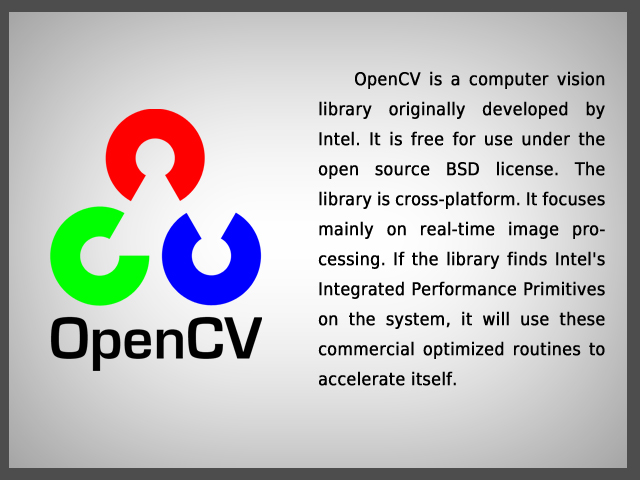 OpenCV
OpenCV is a computer vision
library originally developed by
Intel. It is free for use under the
open source BSD license. The
library is cross-platform. It focuses
mainly on real-time image pro-
cessing. If the library finds Intel's
Integrated Performance Primitives
on the system, it will use these
commercial optimized routines to
accelerate itself.